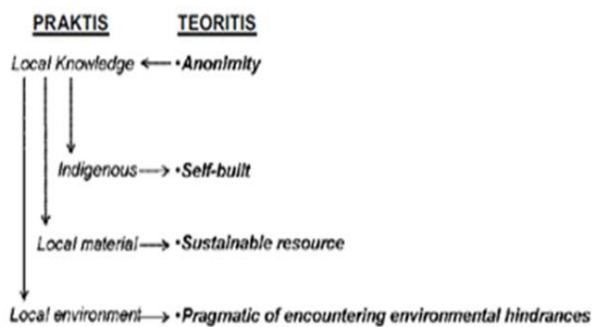 PRAKTIS TEORITIS
Local Knowledge •Anonimity
Indigenous •Self-built
Local material •Sustainable resource
Local environment •Pragmatic of encountering environmental hindrances